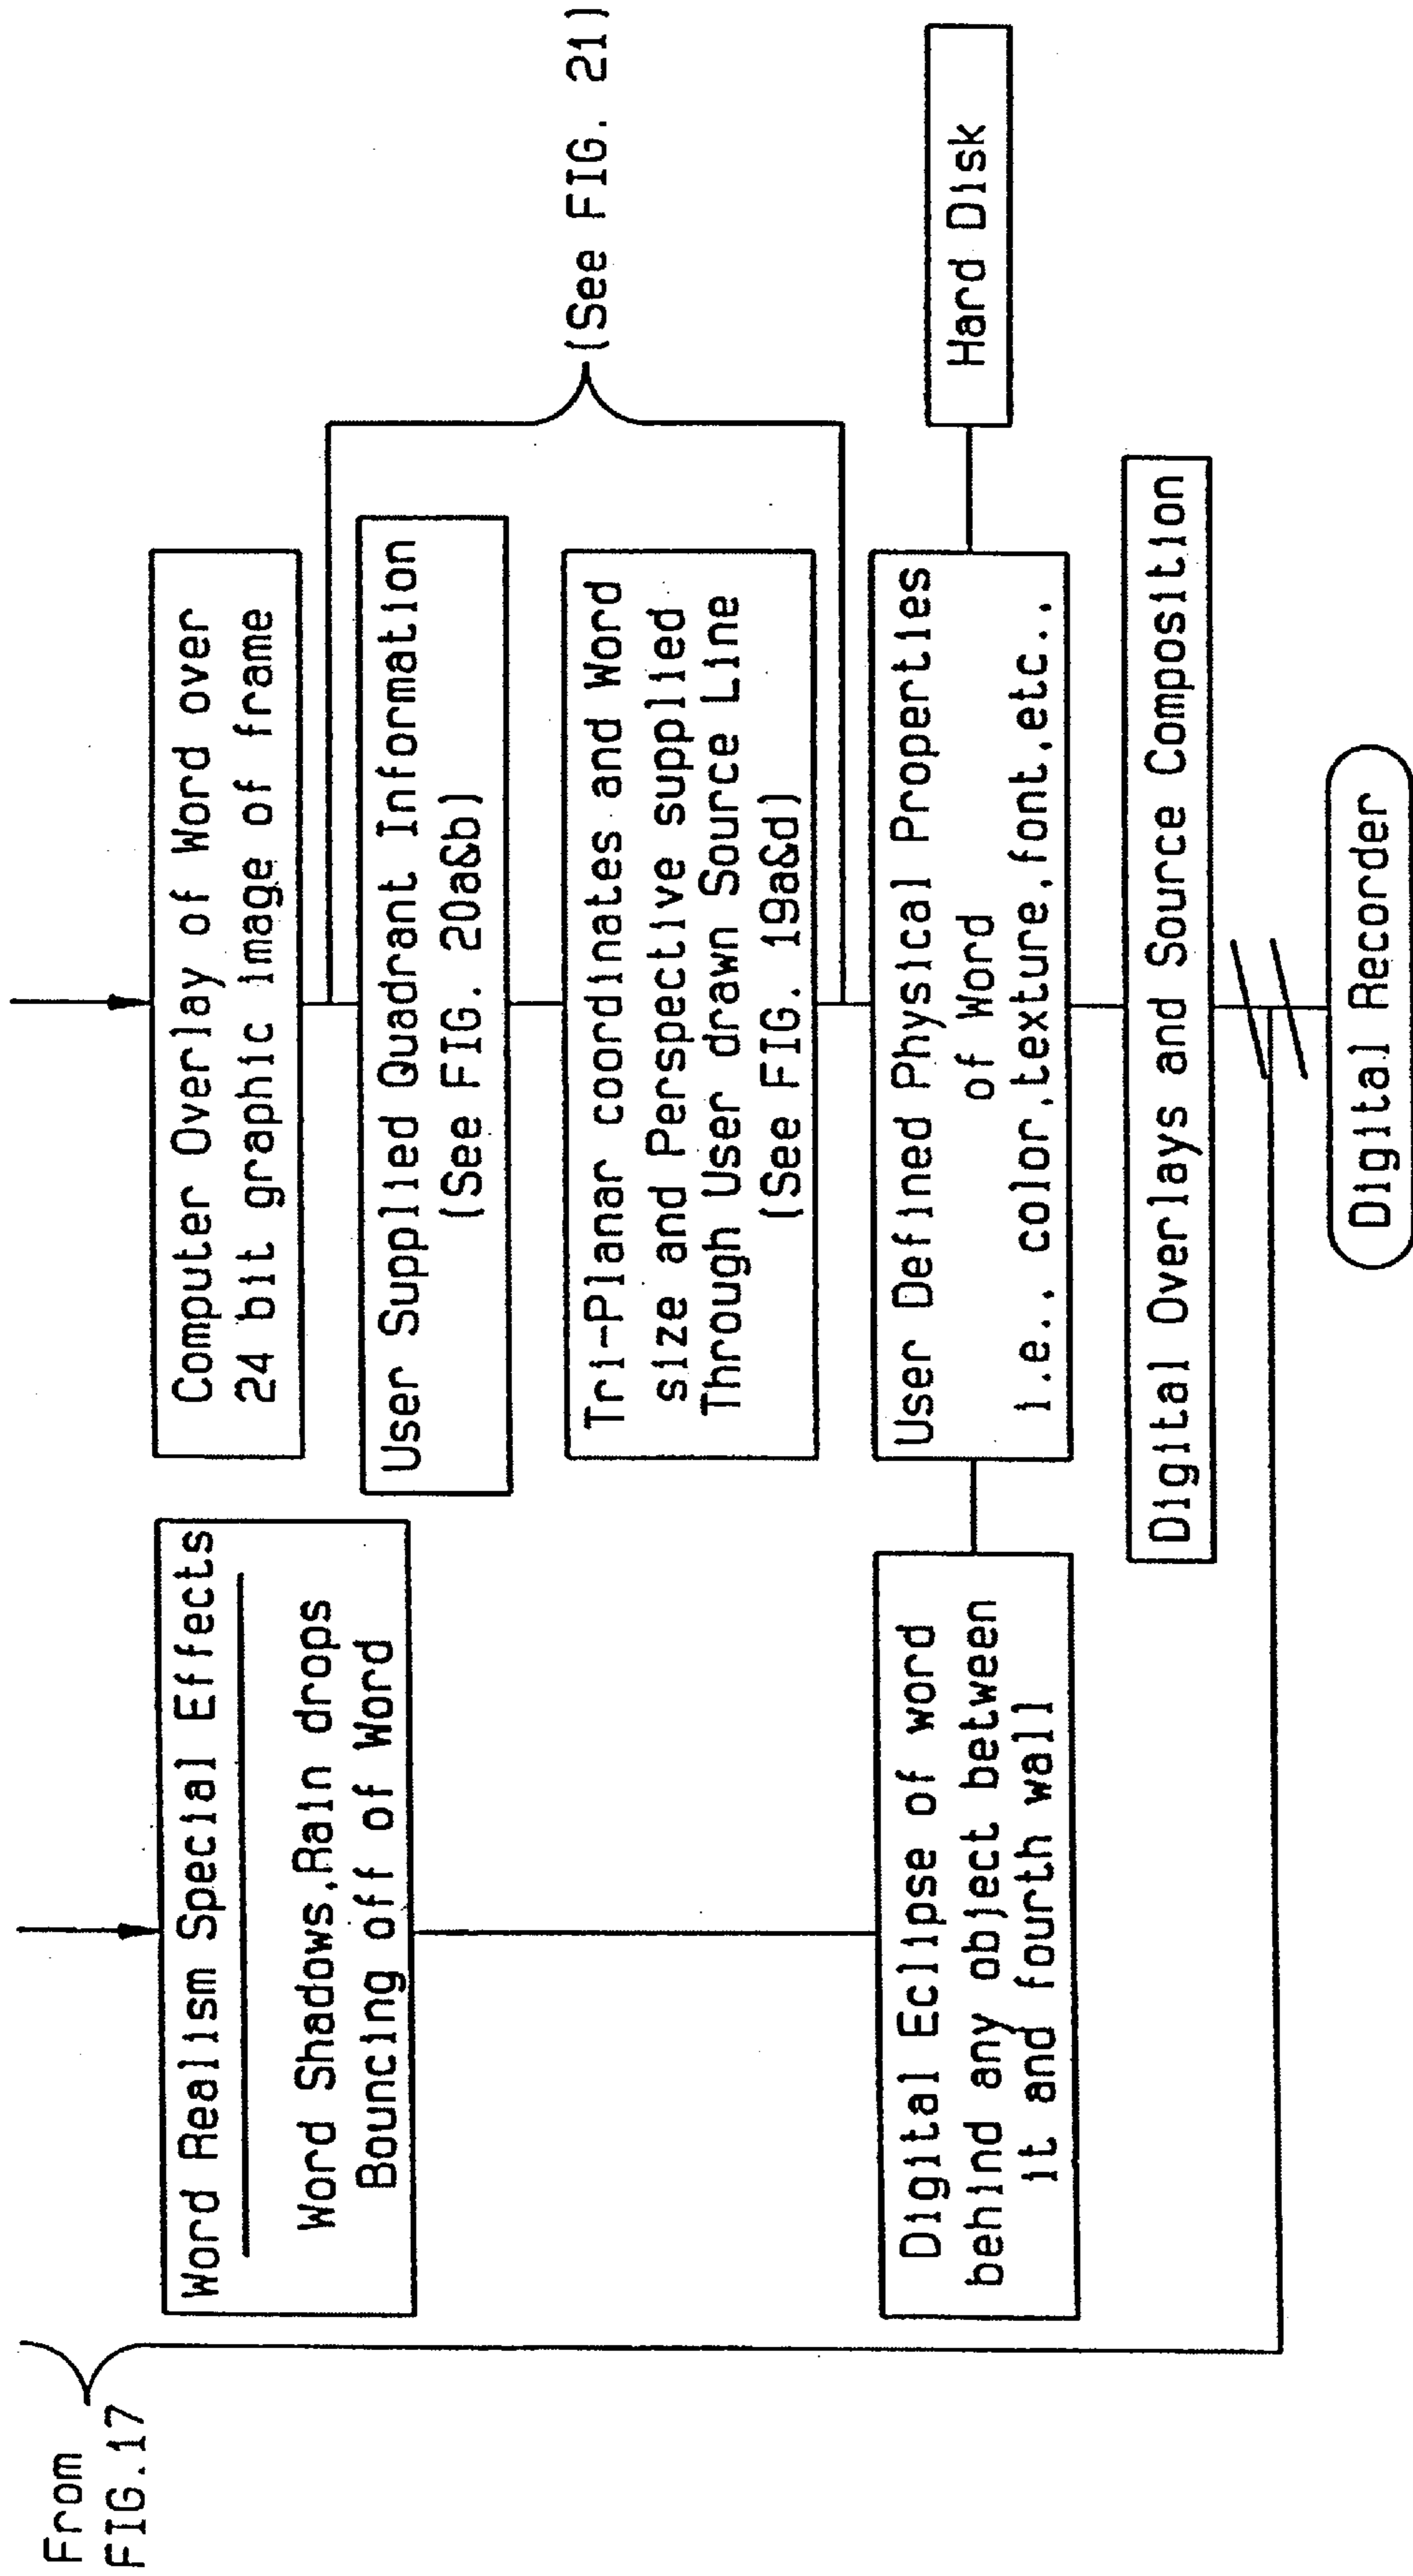 From
FIG.17
Word Realism Special Effects
Word Shadows,Rain drops
Bouncing off of Word
Digital Eclipse of word
behind any object between
it and fourth wall
Computer Overlay of Word over
24 bit graphic image of frame
User Supplied Quadrant Information
(See FIG. 20a&b)
Tri-Planar coordinates and Word
size and Perspective supplied
Through User drawn Source Line
(See FIG. 19a&d)
(See FIG. 21)
User Defined Physical Properties
of Word
i.e., color,texture,font,etc..
Hard Disk
Digital Overlays and Source Composition
Digital Recorder